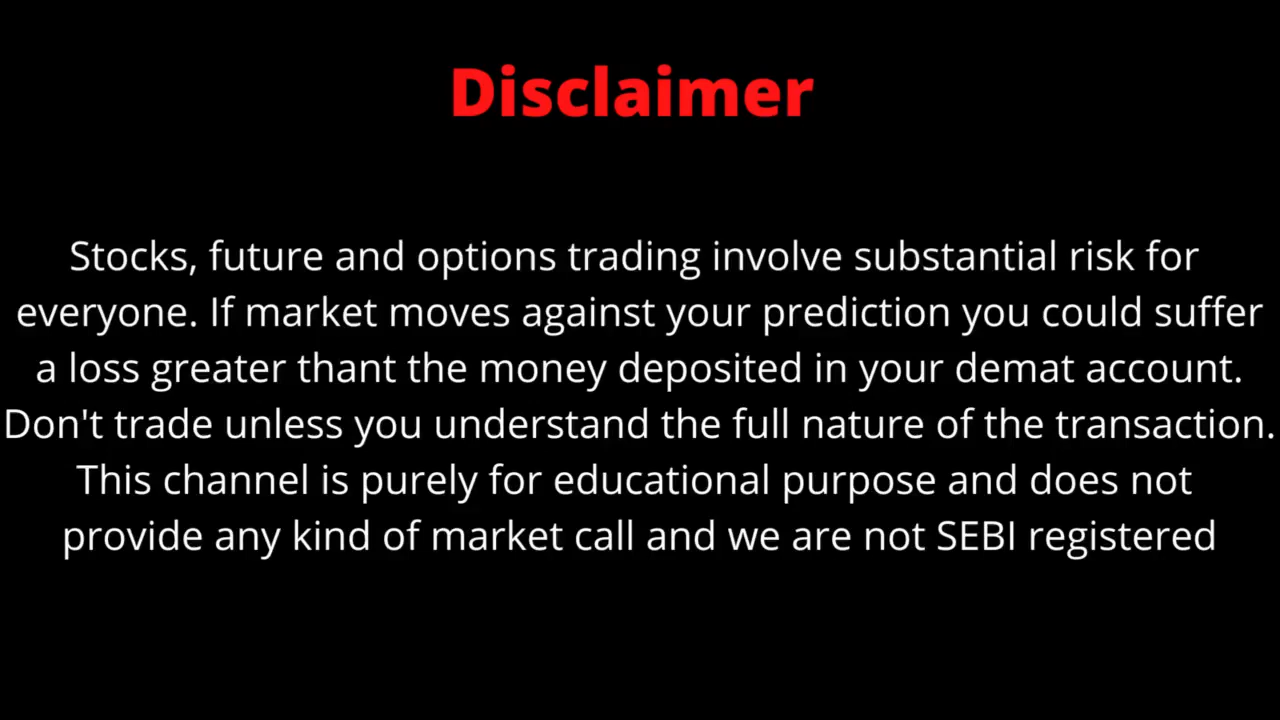 Disclaimer
Stocks, future and options trading involve substantial risk for
everyone. If market moves against your prediction you could suffer
a loss greater thant the money deposited in your demat account.
Don't trade unless you understand the full nature of the transaction.
This channel is purely for educational purpose and does not
provide any kind of market call and we are not SEBI registered